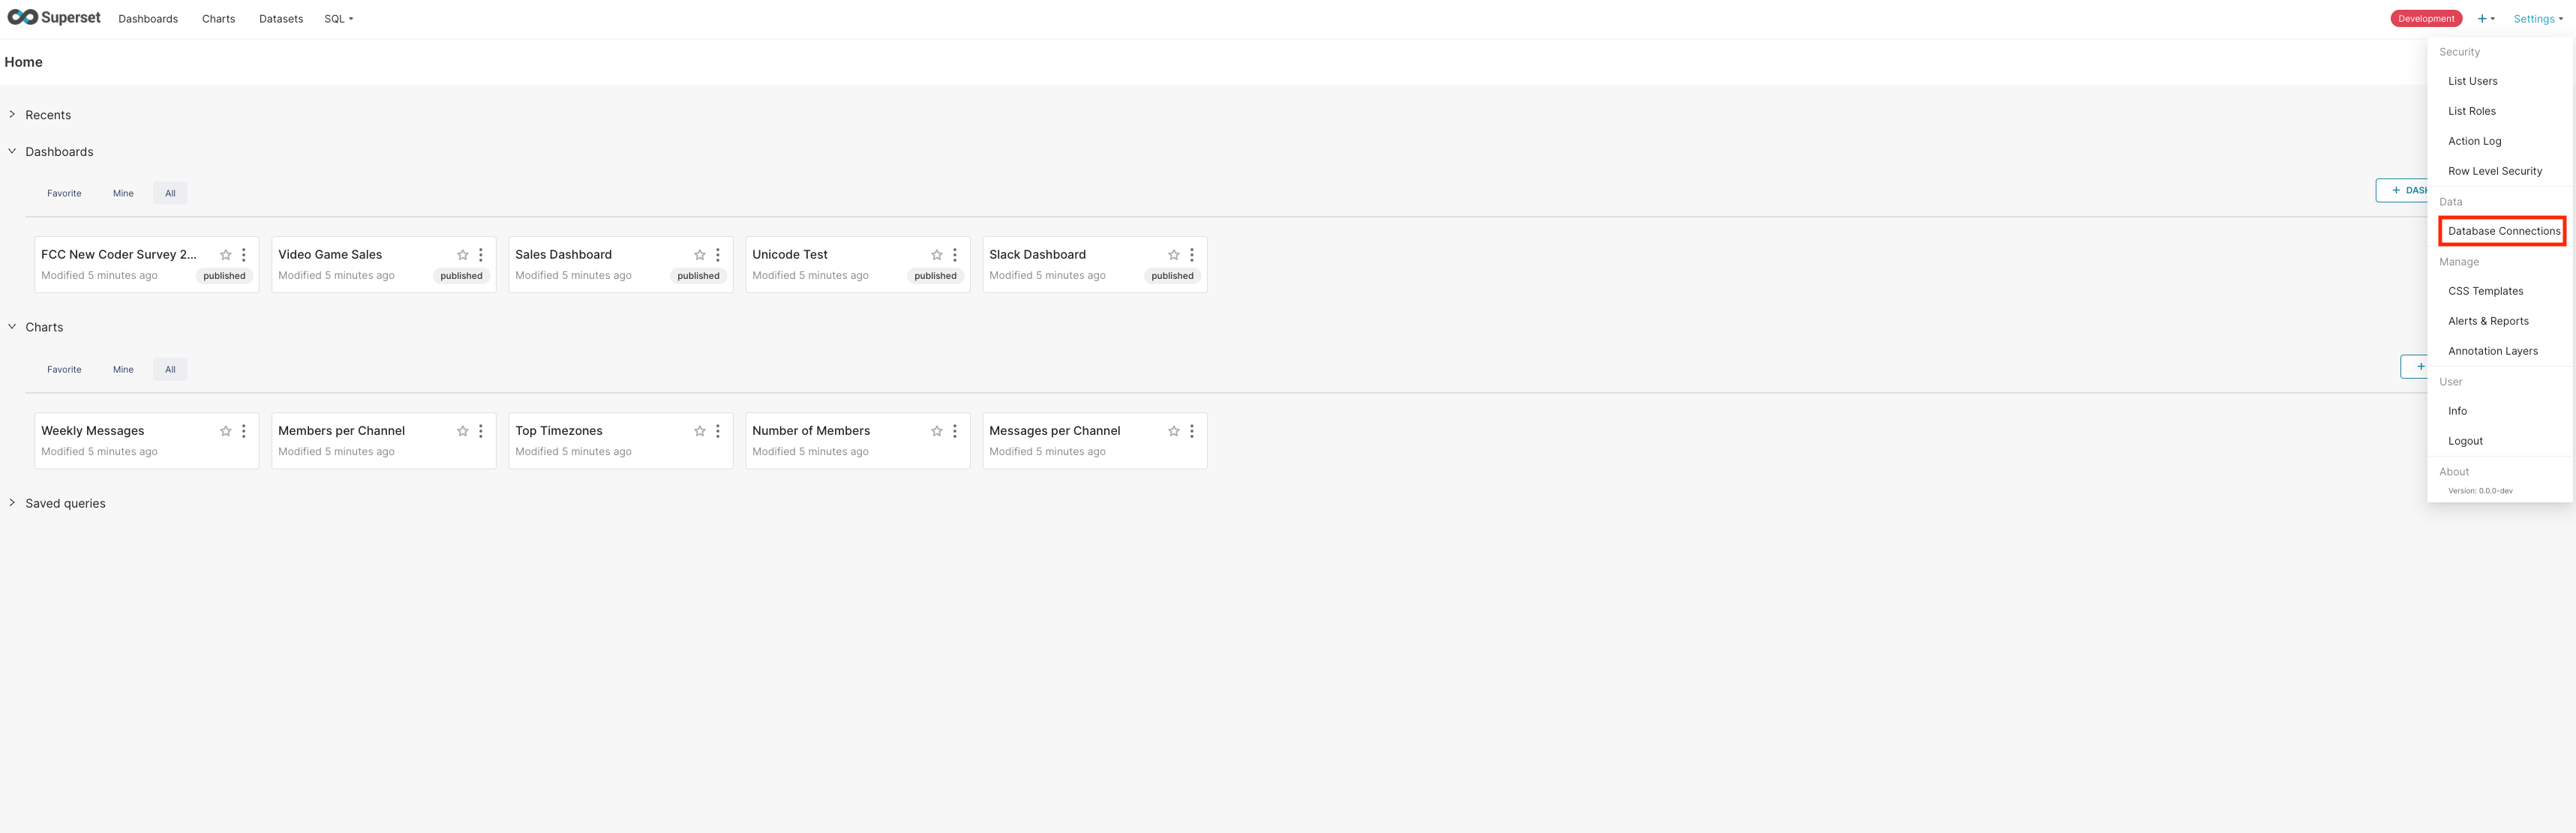 Superset Dashboards Charts Datasets SQL Development + Settings
Home
Recents
Dashboards
Favorite Mine All
+ DASH
FCC New Coder Survey 2...
Modified 5 minutes ago published
Video Game Sales
Modified 5 minutes ago published
Sales Dashboard
Modified 5 minutes ago published
Unicode Test
Modified 5 minutes ago published
Slack Dashboard
Modified 5 minutes ago published
Charts
Favorite Mine All
+
Weekly Messages
Modified 5 minutes ago
Members per Channel
Modified 5 minutes ago
Top Timezones
Modified 5 minutes ago
Number of Members
Modified 5 minutes ago
Messages per Channel
Modified 5 minutes ago
Saved queries
Security
List Users
List Roles
Action Log
Row Level Security
Data
Database Connections
Manage
CSS Templates
Alerts & Reports
Annotation Layers
User
Info
Logout
About
Version: 0.0.0-dev